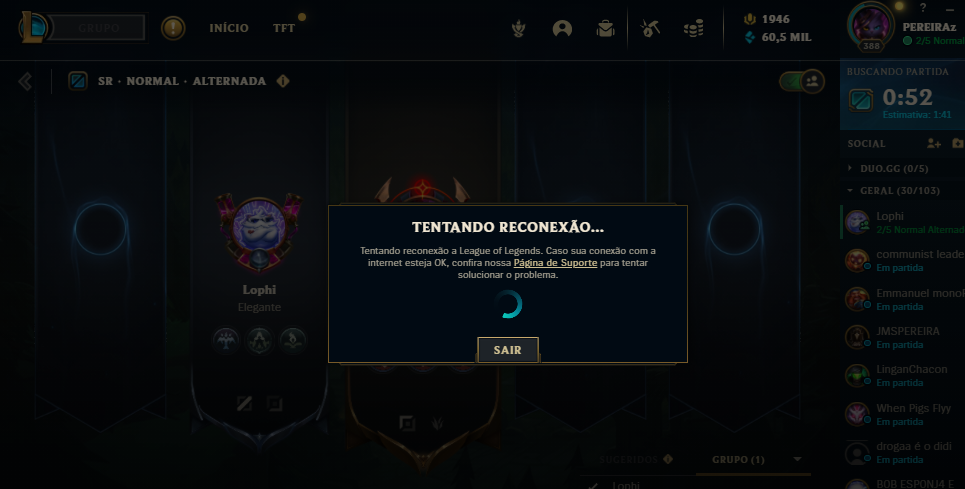 GRUPO
INÍCIO
TFT
1946
60,5 MIL
?
388
PEREIRAz
2/5 Normal
SR · NORMAL · ALTERNADA
BUSCANDO PARTIDA
0:52
Estimativa: 1:41
SOCIAL
DUO.GG (0/5)
GERAL (30/103)
Lophi
2/5 Normal Alternad
communist leade
Em partida
Emmanuel monol
Em partida
JMSPEREIRA
Em partida
LinganChacon
Em partida
When Pigs Flyy
Em partida
drogaa é o didi
Em partida
BOB ESPONJ4 E
Lophi
Elegante
TENTANDO RECONEXÃO...
Tentando reconexão a League of Legends. Caso sua conexão com a
internet esteja OK, confira nossa Página de Suporte para tentar
solucionar o problema.
SAIR
SUGERIDOS
GRUPO (1)
Lophi